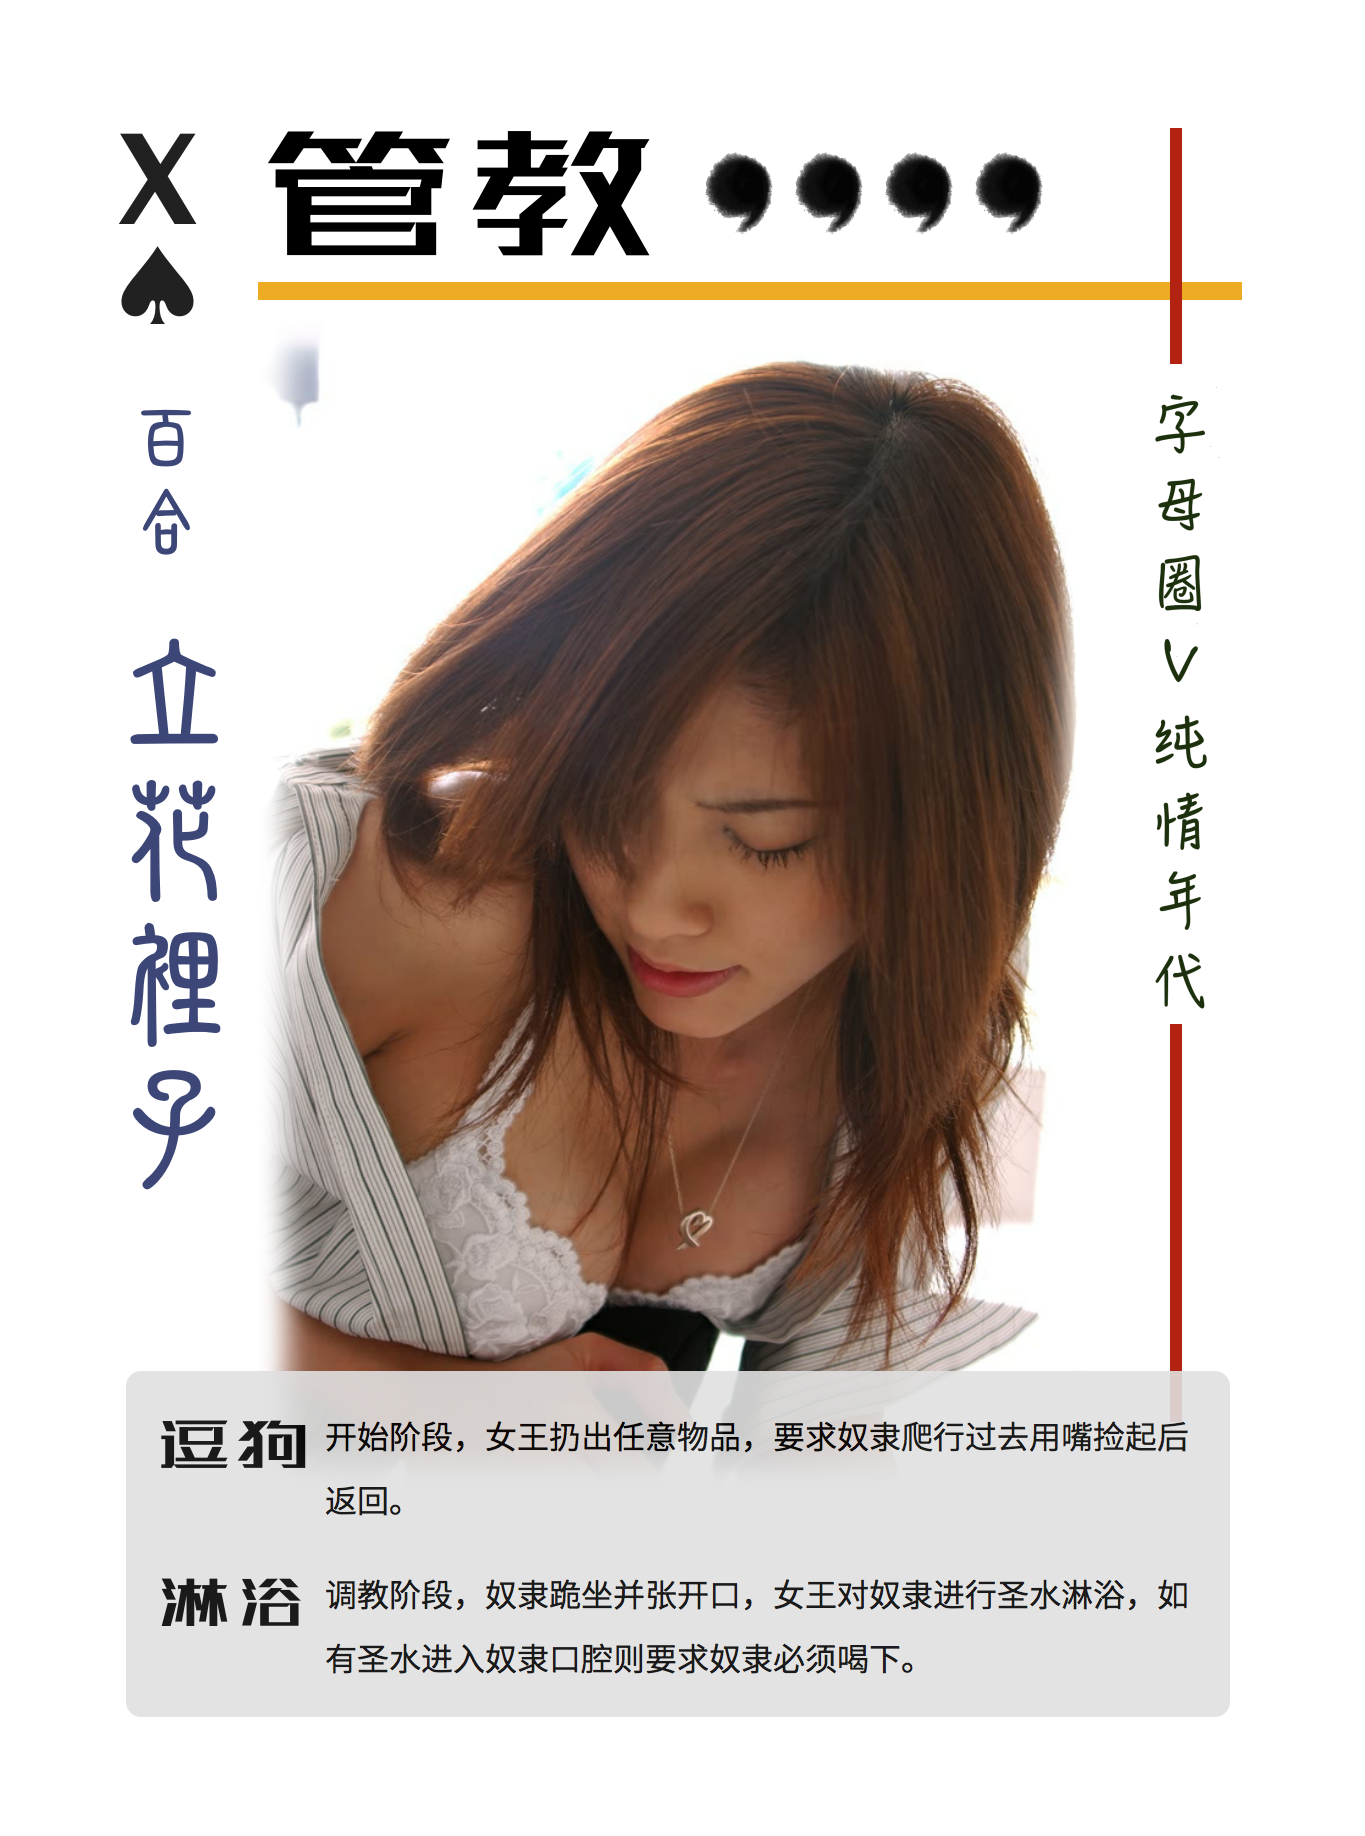 X 管教
♠
百合
立花裡子
字母圈V纯情年代
逗狗 开始阶段，女王扔出任意物品，要求奴隶爬行过去用嘴捡起后
返回。
淋浴 调教阶段，奴隶跪坐并张开口，女王对奴隶进行圣水淋浴，如
有圣水进入奴隶口腔则要求奴隶必须喝下。